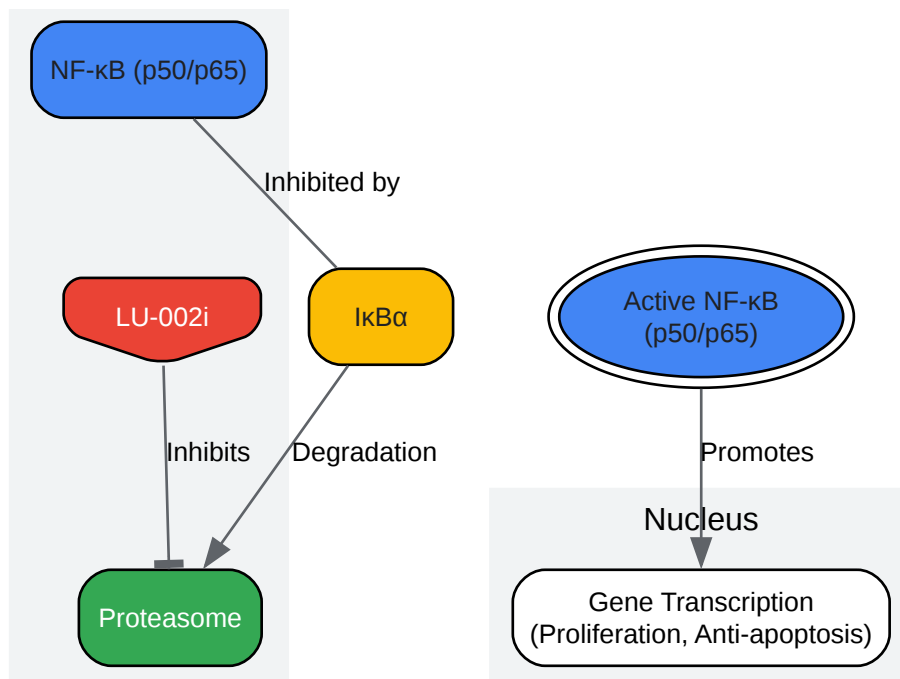 NF-κB (p50/p65)
Inhibited by
LU-002i
IκBα
Active NF-κB
(p50/p65)
Inhibits
Degradation
Promotes
Nucleus
Proteasome
Gene Transcription
(Proliferation, Anti-apoptosis)